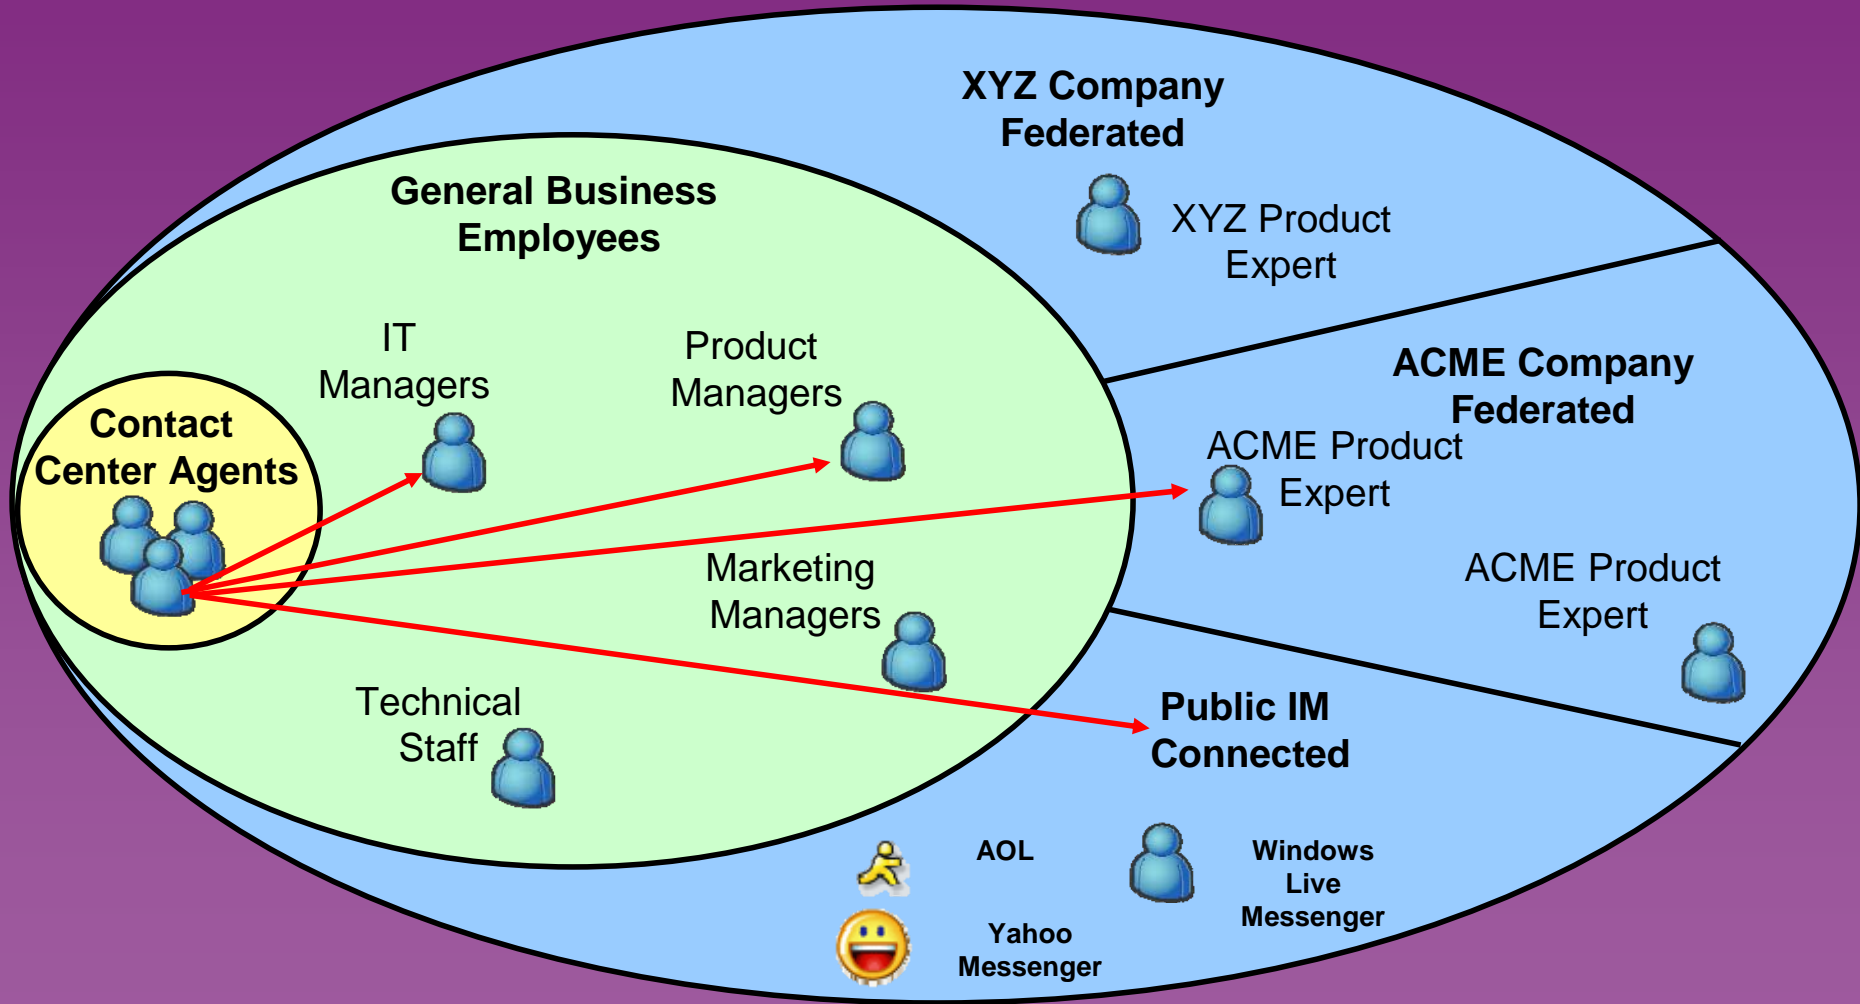 XYZ Company
Federated
XYZ Product
Expert
General Business
Employees
IT
Managers
Product
Managers
ACME Company
Federated
ACME Product
Expert
Contact
Center Agents
Marketing
Managers
ACME Product
Expert
Technical
Staff
Public IM
Connected
AOL
Windows
Live
Messenger
Yahoo
Messenger